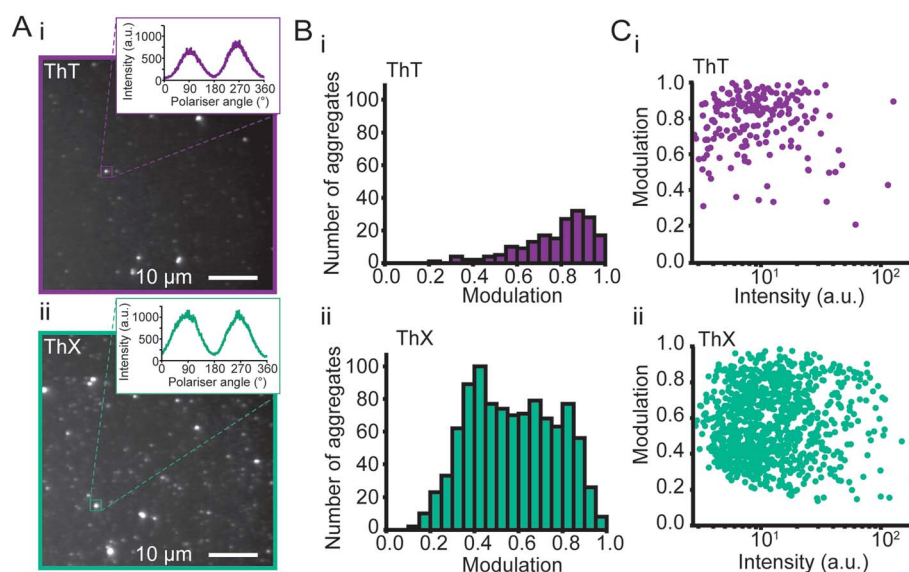 A
i
ThT
Intensity (a.u.)
1000
500
0
0 90 180 270 360
Polariser angle (°)
10 μm
ii
ThX
Intensity (a.u.)
1000
500
0
0 90 180 270 360
Polariser angle (°)
10 μm
B
i
ThT
Number of aggregates
100
80
60
40
20
0
0.0 0.2 0.4 0.6 0.8 1.0
Modulation
ii
ThX
Number of aggregates
100
80
60
40
20
0
0.0 0.2 0.4 0.6 0.8 1.0
Modulation
C
i
ThT
Modulation
1.0
0.8
0.6
0.4
0.2
0.0
10¹ 10²
Intensity (a.u.)
ii
ThX
Modulation
1.0
0.8
0.6
0.4
0.2
0.0
10¹ 10²
Intensity (a.u.)